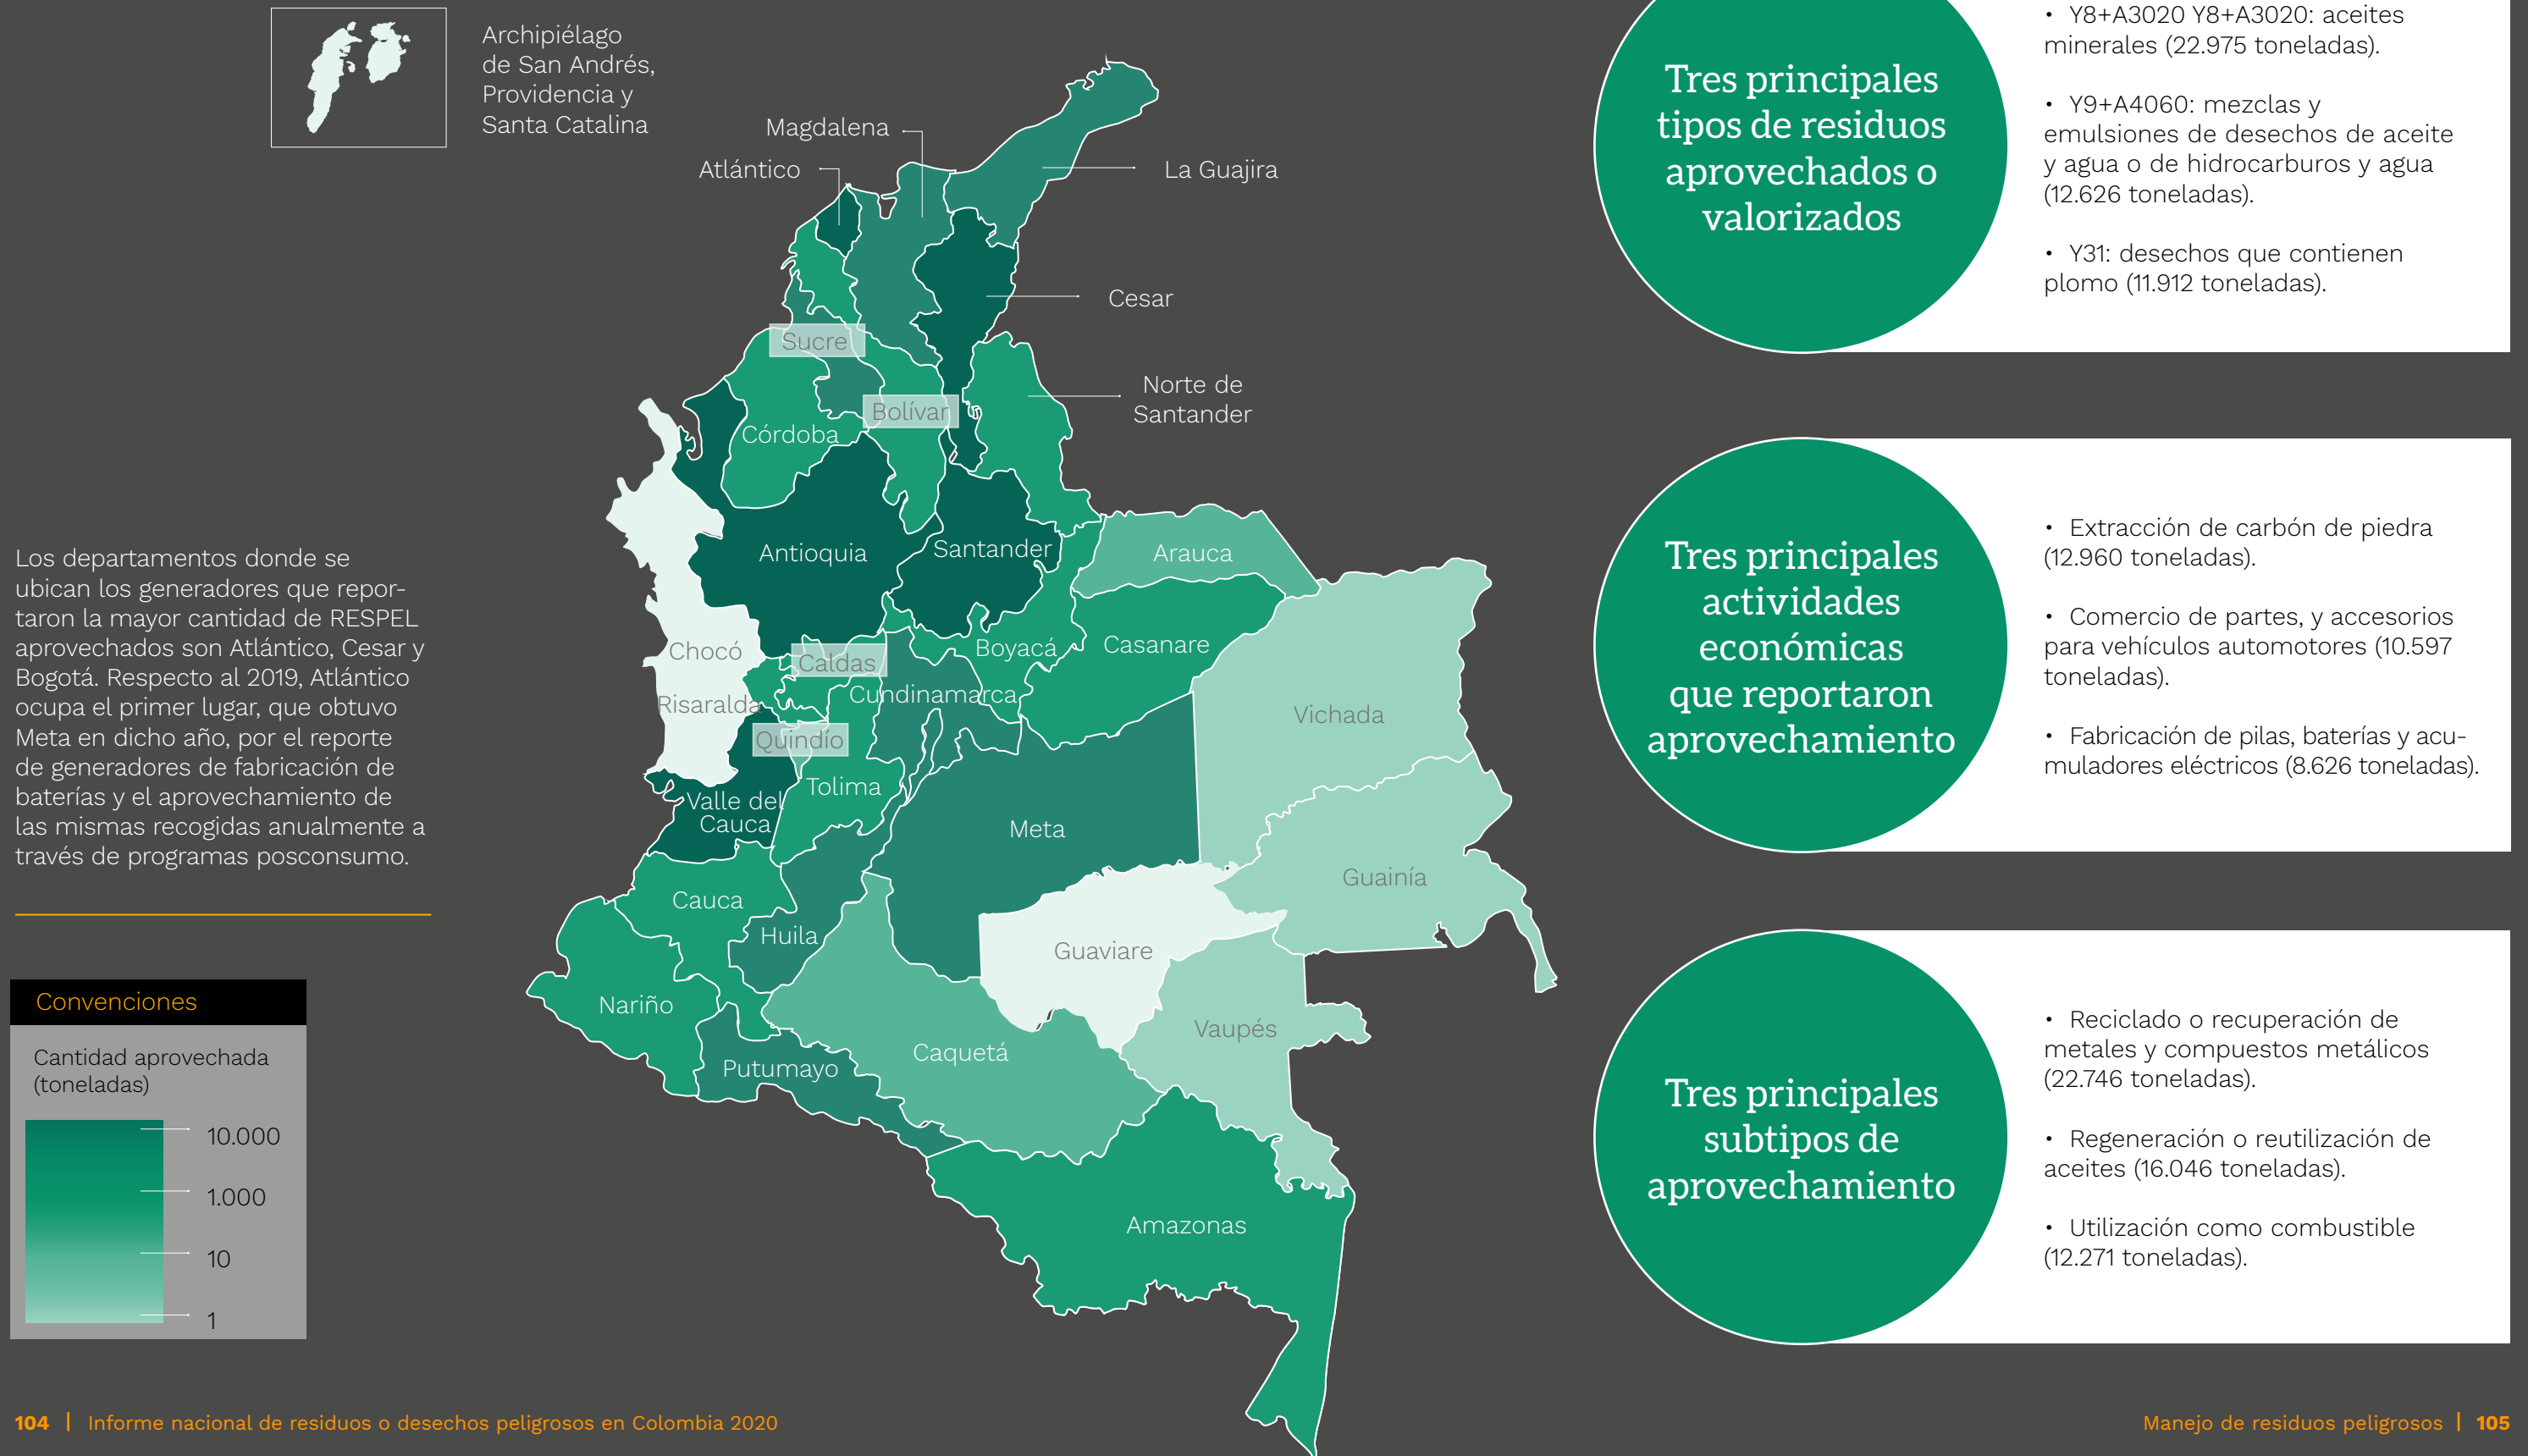 Archipiélago
de San Andrés,
Providencia y
Santa Catalina
Magdalena
Atlántico
La Guajira
Cesar
Sucre
Norte de
Santander
Bolívar
Córdoba
Antioquia
Santander
Arauca
Chocó
Caldas
Boyacá
Casanare
Risaralda
Cundinamarca
Vichada
Quindío
Tolima
Valle del
Cauca
Meta
Guainía
Cauca
Huila
Guaviare
Nariño
Vaupés
Caquetá
Putumayo
Amazonas
Los departamentos donde se
ubican los generadores que repor-
taron la mayor cantidad de RESPEL
aprovechados son Atlántico, Cesar y
Bogotá. Respecto al 2019, Atlántico
ocupa el primer lugar, que obtuvo
Meta en dicho año, por el reporte
de generadores de fabricación de
baterías y el aprovechamiento de
las mismas recogidas anualmente a
través de programas posconsumo.
Convenciones
Cantidad aprovechada
(toneladas)
10.000
1.000
10
1
Tres principales
tipos de residuos
aprovechados o
valorizados
• Y8+A3020 Y8+A3020: aceites
minerales (22.975 toneladas).
• Y9+A4060: mezclas y
emulsiones de desechos de aceite
y agua o de hidrocarburos y agua
(12.626 toneladas).
• Y31: desechos que contienen
plomo (11.912 toneladas).
Tres principales
actividades
económicas
que reportaron
aprovechamiento
• Extracción de carbón de piedra
(12.960 toneladas).
• Comercio de partes, y accesorios
para vehículos automotores (10.597
toneladas).
• Fabricación de pilas, baterías y acu-
muladores eléctricos (8.626 toneladas).
Tres principales
subtipos de
aprovechamiento
• Reciclado o recuperación de
metales y compuestos metálicos
(22.746 toneladas).
• Regeneración o reutilización de
aceites (16.046 toneladas).
• Utilización como combustible
(12.271 toneladas).
104 | Informe nacional de residuos o desechos peligrosos en Colombia 2020
Manejo de residuos peligrosos | 105